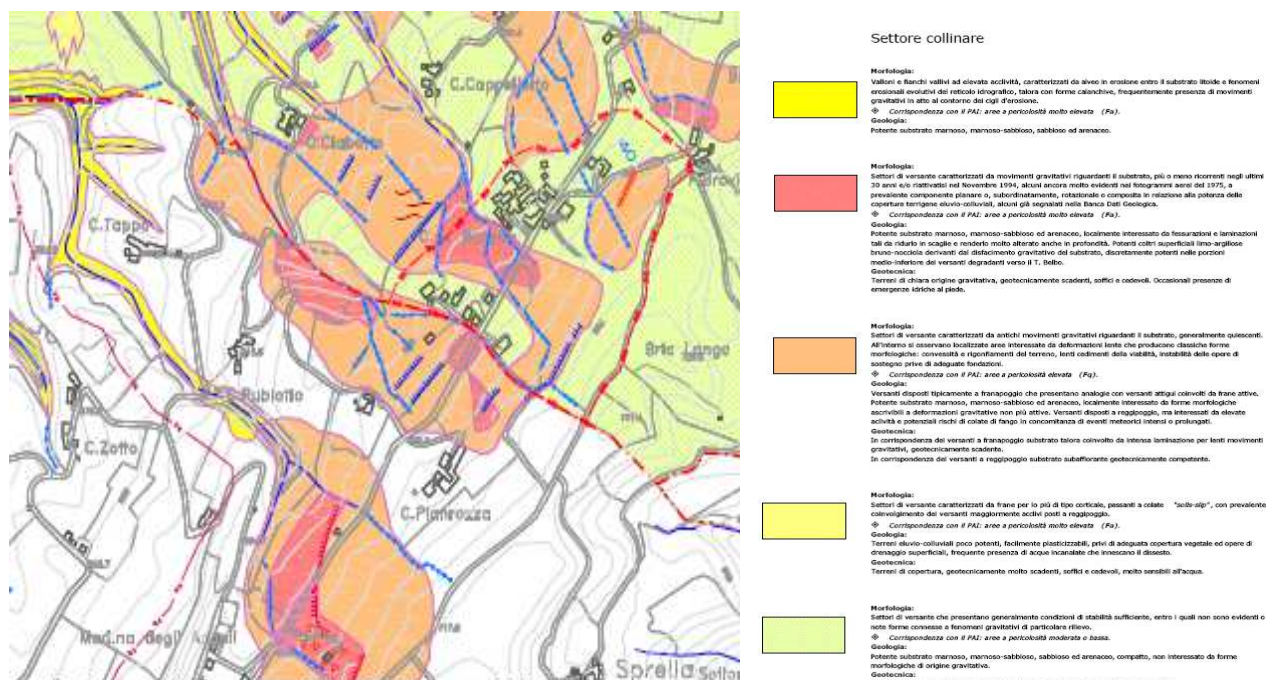 C.Cappelletto
C.Tappa
Bric Lango
Rubiotto
C.Zotto
C.Pianrozza
Sprella
Settore collinare
Morfologia:
Valloni e fianchi vallivi ad elevata acclività, caratterizzati da alveo in erosione entro il substrato litoide e fenomeni
erosionali evolutivi del reticolo idrografico, talora con forme calanchive, frequentemente presenza di movimenti
gravitativi in atto al contorno dei cigli d'erosione.
❖ Corrispondenza con il PAI: aree a pericolosità molto elevata (Fa).
Geologia:
Potente substrato marnoso, marnoso-sabbioso, sabbioso ed arenaceo.
Morfologia:
Settori di versante caratterizzati da movimenti gravitativi riguardanti il substrato, più o meno ricorrenti negli ultimi
30 anni e/o riattivatisi nel Novembre 1994, alcuni ancora molto evidenti nei fotogrammi aerei del 1975, a
prevalente componente planare o, subordinatamente, rotazionale o composita in relazione alla potenza delle
coperture terrigene eluvio-colluviali, alcuni già segnalati nella Banca Dati Geologica.
❖ Corrispondenza con il PAI: aree a pericolosità molto elevata (Fa).
Geologia:
Potente substrato marnoso, marnoso-sabbioso ed arenaceo, localmente interessato da fessurazioni e laminazioni
tali da ridurlo in scaglie e renderlo molto alterato anche in profondità. Potenti coltri superficiali limo-argillose
bruno-nocciola derivanti dal disfacimento gravitativo del substrato, discretamente potenti nelle porzioni
medio-inferiore dei versanti degradanti verso il T. Belbo.
Geotecnica:
Terreni di chiara origine gravitativa, geotecnicamente scadenti, soffici e cedevoli. Occasionali presenze di
emergenze idriche al piede.
Morfologia:
Settori di versante caratterizzati da antichi movimenti gravitativi riguardanti il substrato, generalmente quiescenti.
All'interno si osservano localizzate aree interessate da deformazioni lente che producono classiche forme
morfologiche: convessità e rigonfiamenti del terreno, lenti cedimenti della viabilità, instabilità delle opere di
sostegno prive di adeguate fondazioni.
❖ Corrispondenza con il PAI: aree a pericolosità elevata (Fq).
Geologia:
Versanti disposti tipicamente a franapoggio che presentano analogie con versanti attigui coinvolti da frane attive.
Potente substrato marnoso, marnoso-sabbioso ed arenaceo, localmente interessato da forme morfologiche
ascrivibili a deformazioni gravitative non più attive. Versanti disposti a reggipoggio, ma interessati da elevate
aclività e potenziali rischi di colate di fango in concomitanza di eventi meteorici intensi o prolungati.
Geotecnica:
In corrispondenza dei versanti a franapoggio substrato talora coinvolto da intensa laminazione per lenti movimenti
gravitativi, geotecnicamente scadente.
In corrispondenza dei versanti a reggipoggio substrato subaffiorante geotecnicamente competente.
Morfologia:
Settori di versante caratterizzati da frane per lo più di tipo corticale, passanti a colate "soils-slip", con prevalente
coinvolgimento dei versanti maggiormente acclivi posti a reggipoggio.
❖ Corrispondenza con il PAI: aree a pericolosità molto elevata (Fa).
Geologia:
Terreni eluvio-colluviali poco potenti, facilmente plasticizzabili, privi di adeguata copertura vegetale ed opere di
drenaggio superficiali, frequente presenza di acque incanalate che innescano il dissesto.
Geotecnica:
Terreni di copertura, geotecnicamente molto scadenti, soffici e cedevoli, molto sensibili all'acqua.
Morfologia:
Settori di versante che presentano generalmente condizioni di stabilità sufficiente, entro i quali non sono evidenti o
note forme connesse a fenomeni gravitativi di particolare rilievo.
❖ Corrispondenza con il PAI: aree a pericolosità moderata o bassa.
Geologia:
Potente substrato marnoso, marnoso-sabbioso, sabbioso ed arenaceo, compatto, non interessato da forme
morfologiche di origine gravitativa.
Geotecnica: